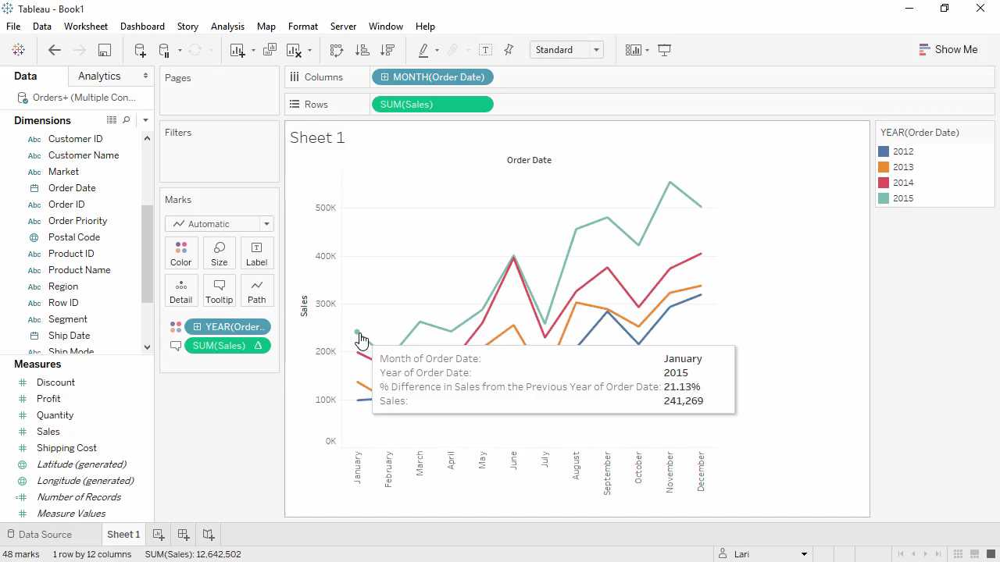 Tableau - Book1
File Data Worksheet Dashboard Story Analysis Map Format Server Window Help
Standard
Show Me
Data Analytics
Orders+ (Multiple Con...
Dimensions
Abc Customer ID
Abc Customer Name
Abc Market
Order Date
Abc Order ID
Abc Order Priority
Postal Code
Abc Product ID
Abc Product Name
Abc Region
Abc Row ID
Abc Segment
Ship Date
Abc Ship Mode
Measures
Discount
Profit
Quantity
Sales
Shipping Cost
Latitude (generated)
Longitude (generated)
Number of Records
Measure Values
Pages
Filters
Marks
Automatic
Color Size Label
Detail Tooltip Path
YEAR(Order..
SUM(Sales) Δ
Columns MONTH(Order Date)
Rows SUM(Sales)
Sheet 1
Order Date
Sales
500K
400K
300K
200K
100K
0K
January
February
March
April
May
June
July
August
September
October
November
December
Month of Order Date: January
Year of Order Date: 2015
% Difference in Sales from the Previous Year of Order Date: 21.13%
Sales: 241,269
YEAR(Order Date)
2012
2013
2014
2015
Data Source Sheet 1
48 marks 1 row by 12 columns SUM(Sales): 12,642,502 Lari